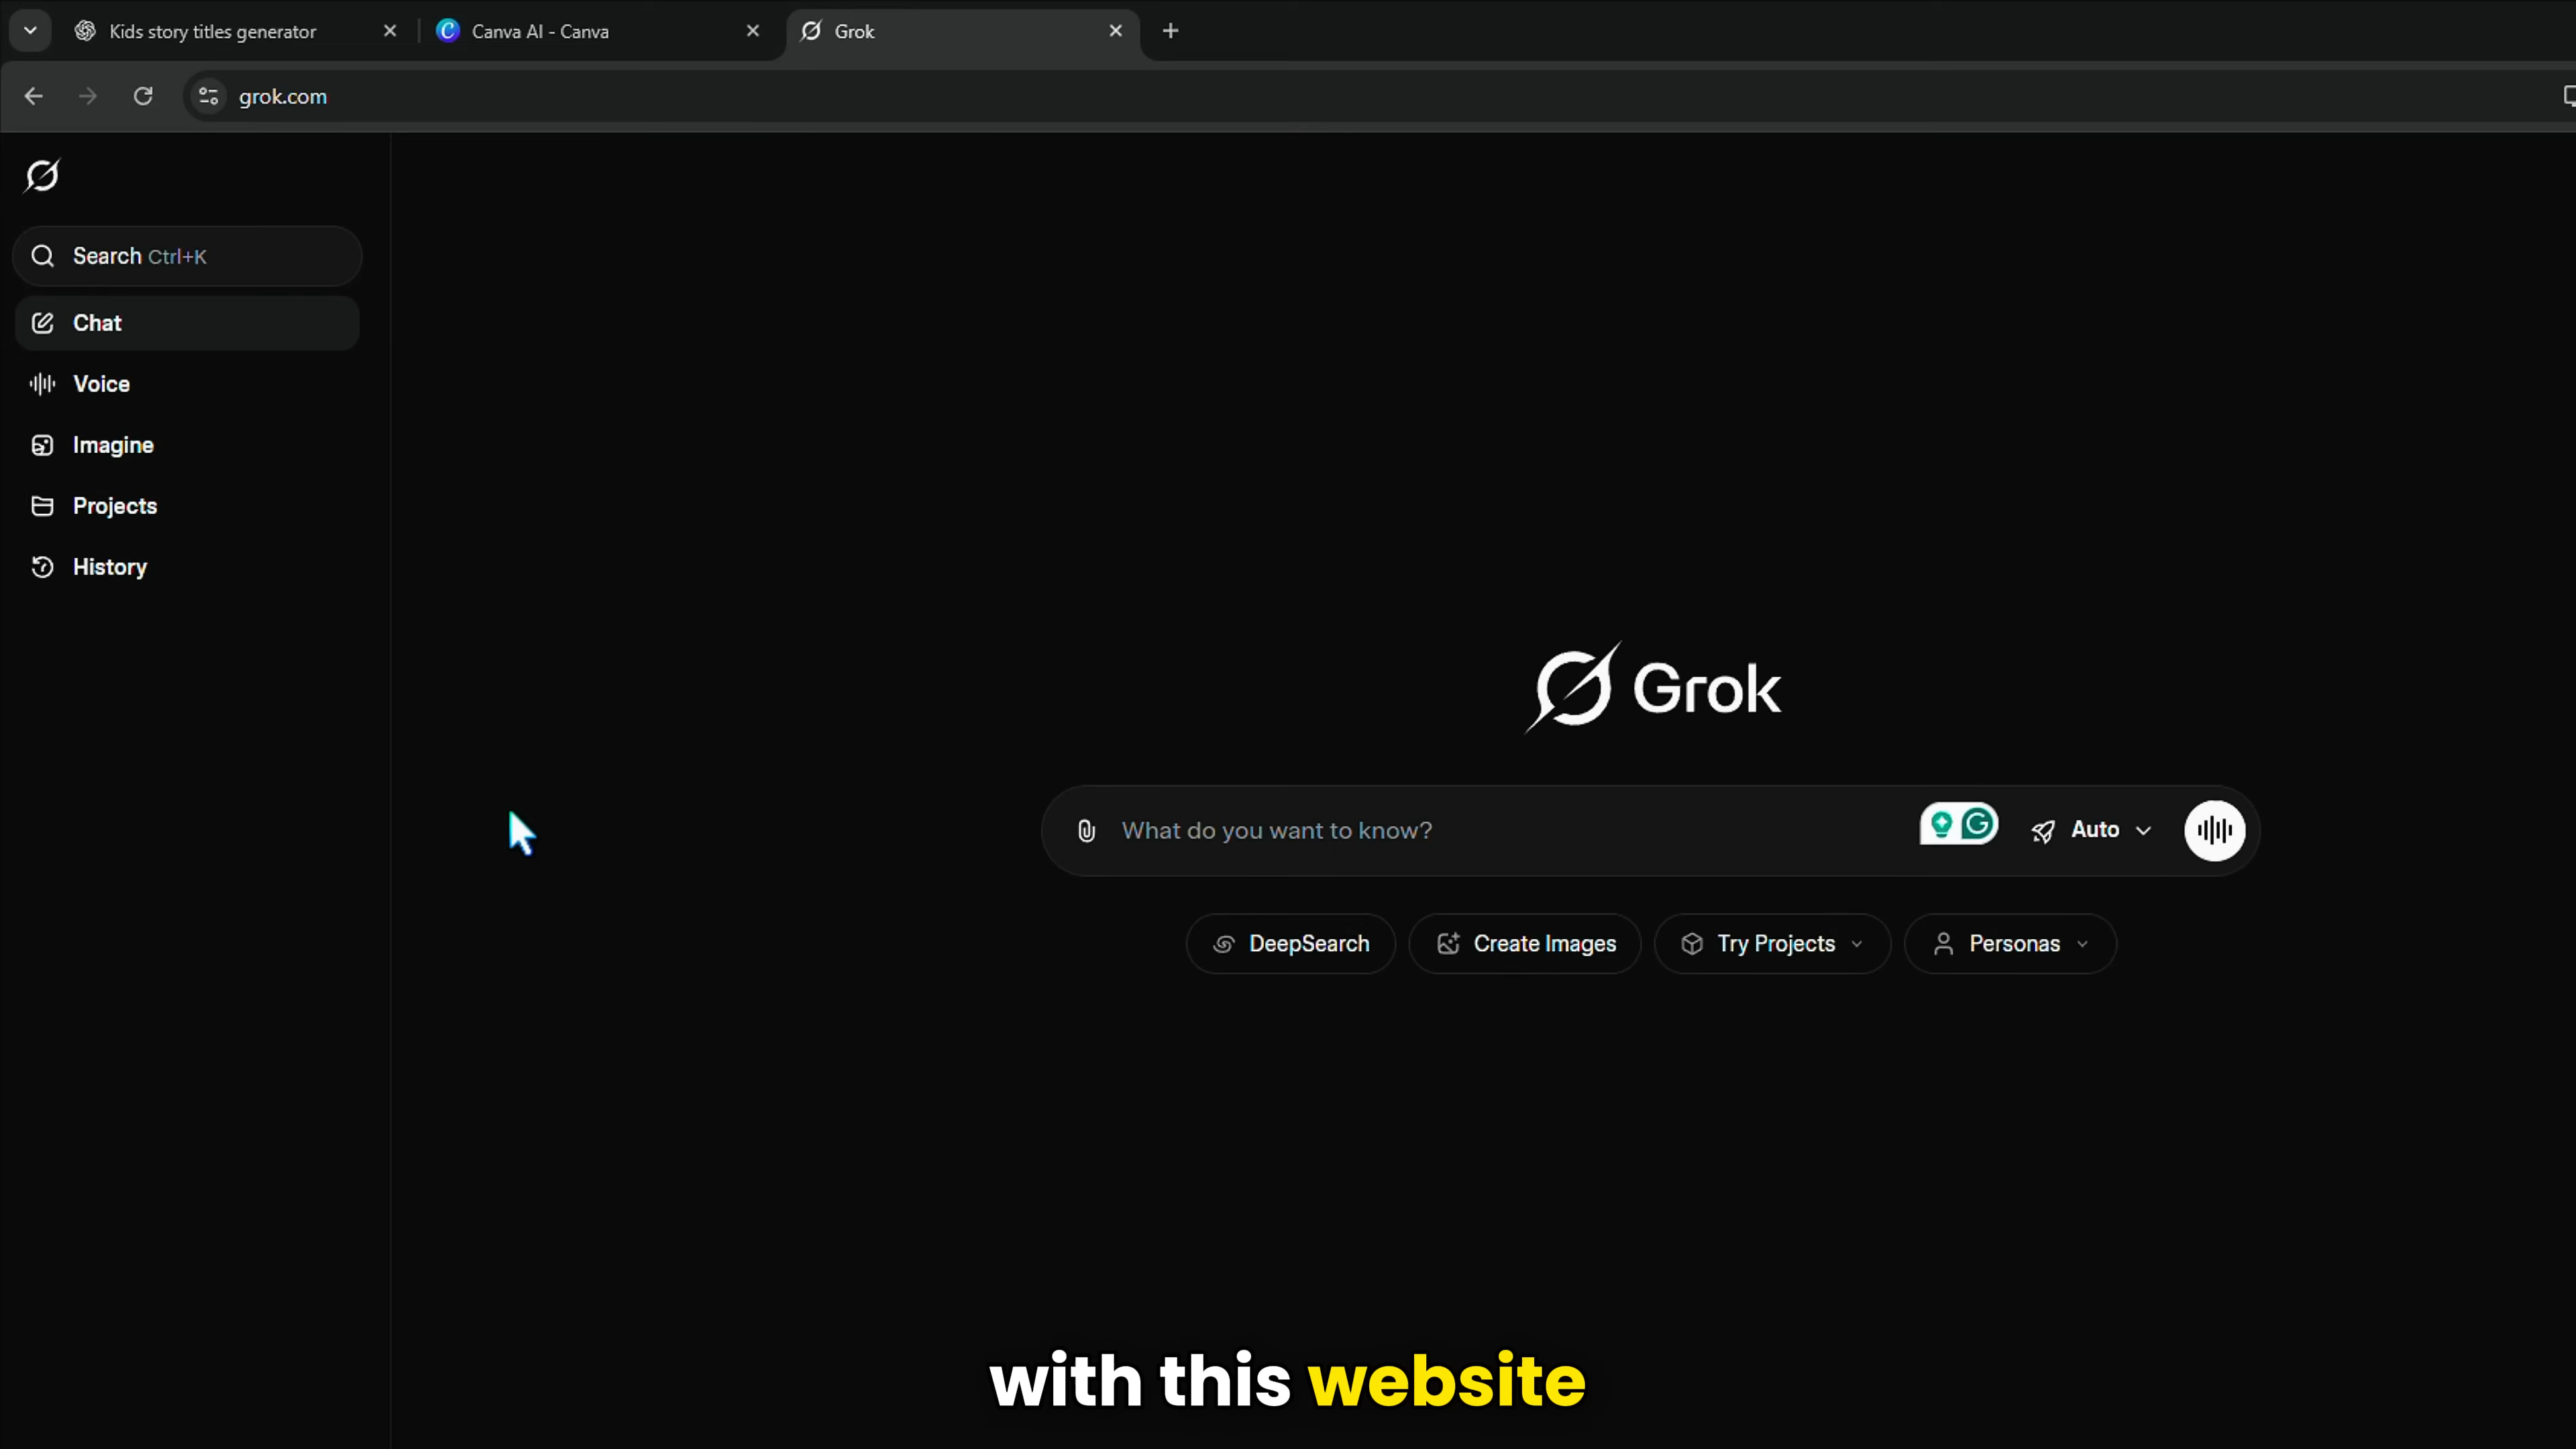 Kids story titles generator
Canva AI - Canva
Grok
grok.com
Search Ctrl+K
Chat
Voice
Imagine
Projects
History
Grok
What do you want to know?
Auto
DeepSearch
Create Images
Try Projects
Personas
with this website